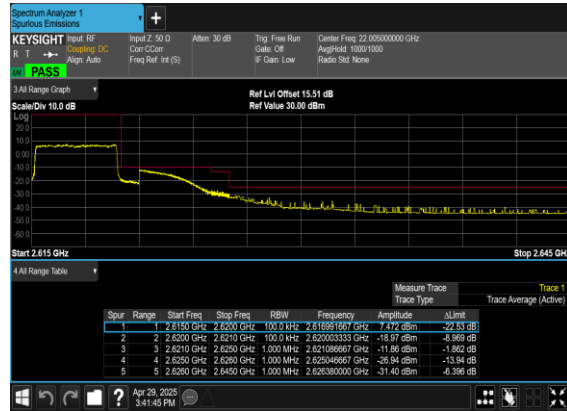 Spectrum Analyzer 1
Spurious Emissions
+
KEYSIGHT Input: RF Input Z: 50 Ω Atten: 30 dB Trig: Free Run Center Freq: 22.005000000 GHz
R T Coupling: DC Corr CCorr Gate: Off Avg|Hold: 1000/1000
Align: Auto Freq Ref: Int (S) IF Gain: Low Radio Std: None
LW PASS
3 All Range Graph
Ref Lvl Offset 15.51 dB
Scale/Div 10.0 dB Ref Value 30.00 dBm
Log
20.0
10.0
0.00
-10.0
-20.0
-30.0
-40.0
-50.0
-60.0
Start 2.615 GHz Stop 2.645 GH
4 All Range Table
Measure Trace Trace 1
Trace Type Trace Average (Active)
Spur Range Start Freq Stop Freq RBW Frequency Amplitude ΔLimit
1 1 2.6150 GHz 2.6200 GHz 100.0 kHz 2.616991667 GHz 7.472 dBm -22.53 dB
2 2 2.6200 GHz 2.6210 GHz 100.0 kHz 2.620003333 GHz -18.97 dBm -8.969 dB
3 3 2.6210 GHz 2.6250 GHz 1.000 MHz 2.621086667 GHz -11.86 dBm -1.862 dB
4 4 2.6250 GHz 2.6260 GHz 1.000 MHz 2.625046667 GHz -26.94 dBm -13.94 dB
5 5 2.6260 GHz 2.6450 GHz 1.000 MHz 2.626380000 GHz -31.40 dBm -6.396 dB
? Apr 29, 2025
3:41:45 PM